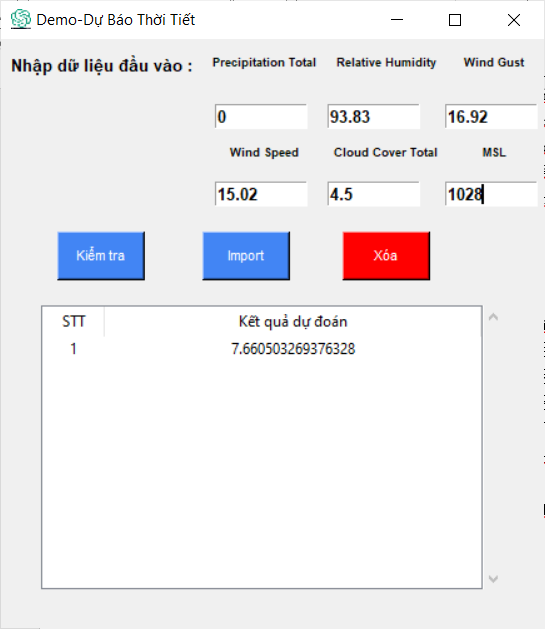 Demo-Dự Báo Thời Tiết
Nhập dữ liệu đầu vào : Precipitation Total Relative Humidity Wind Gust
0 93.83 16.92
Wind Speed Cloud Cover Total MSL
15.02 4.5 1028
Kiểm tra Import Xóa
STT Kết quả dự đoán
1 7.660503269376328